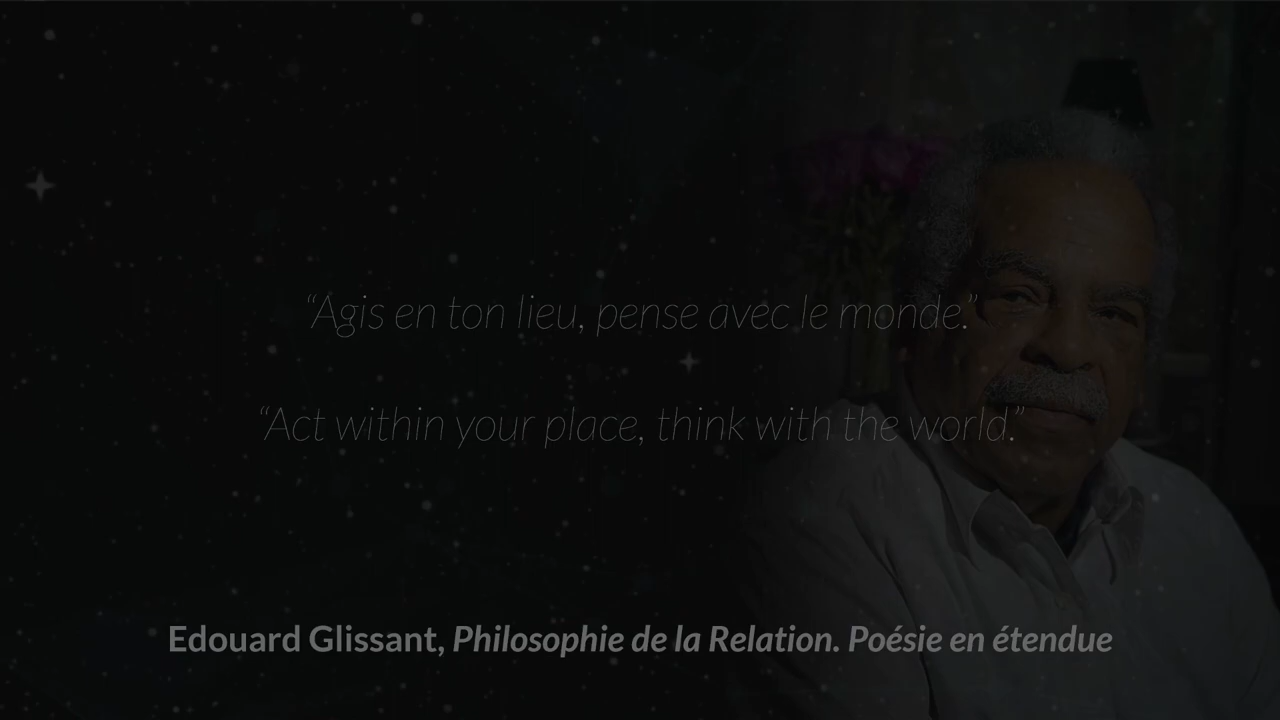 “Agis en ton lieu, pense avec le monde.”
“Act within your place, think with the world.”
Edouard Glissant, Philosophie de la Relation. Poésie en étendue